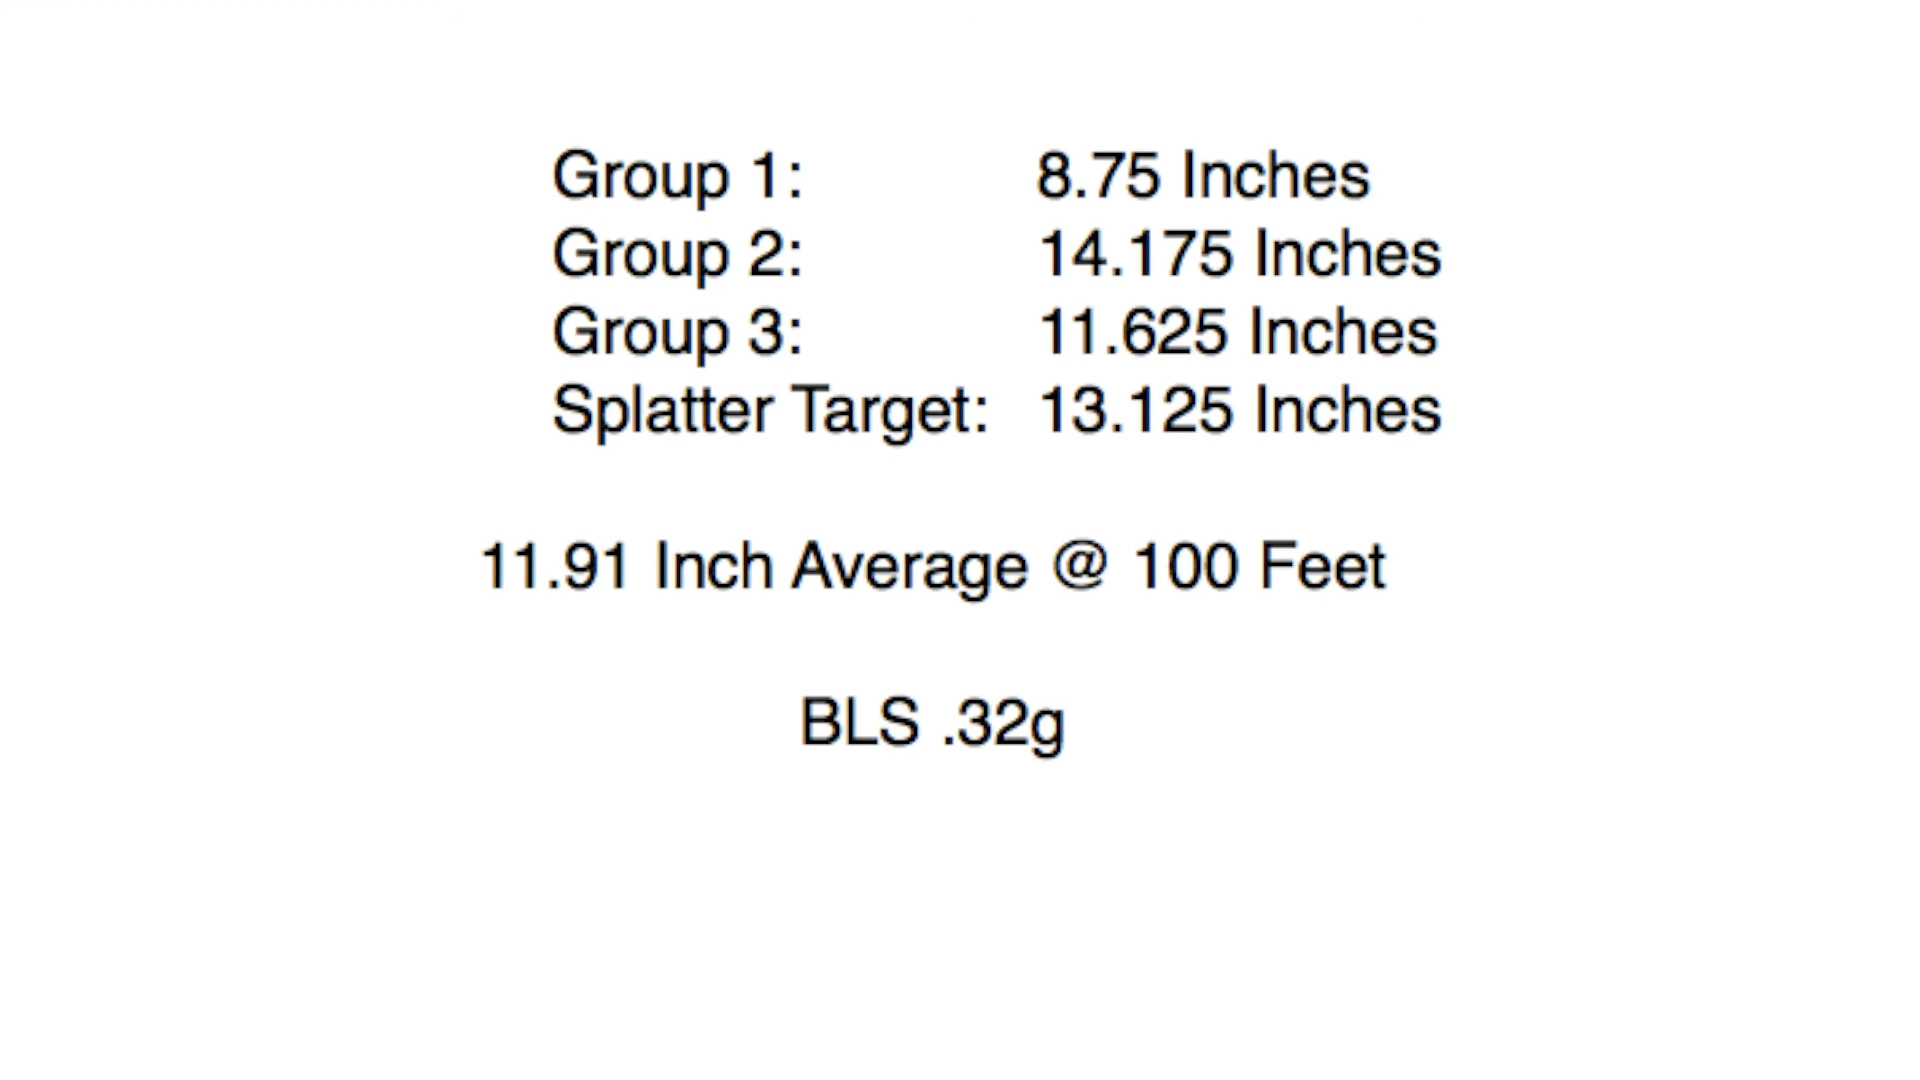 Group 1: 8.75 Inches
Group 2: 14.175 Inches
Group 3: 11.625 Inches
Splatter Target: 13.125 Inches
11.91 Inch Average @ 100 Feet
BLS .32g